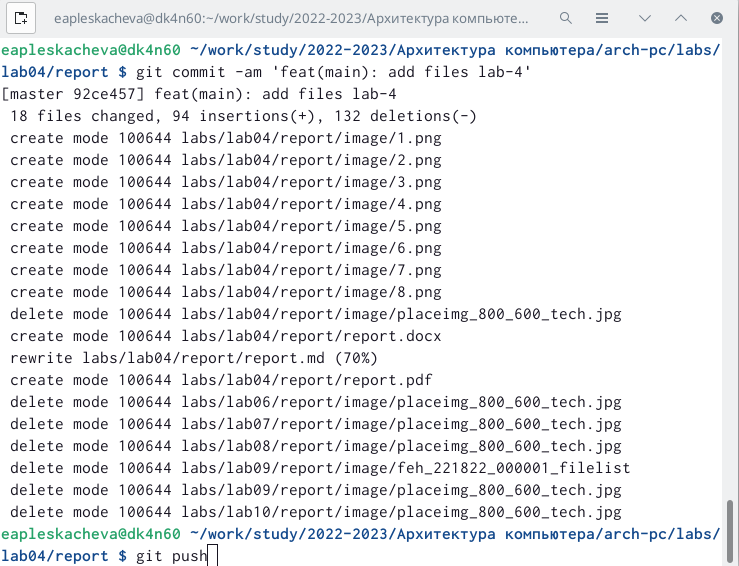 eapleskacheva@dk4n60:~/work/study/2022-2023/Архитектура компьюте...
eapleskacheva@dk4n60 ~/work/study/2022-2023/Архитектура компьютера/arch-pc/labs/
lab04/report $ git commit -am 'feat(main): add files lab-4'
[master 92ce457] feat(main): add files lab-4
 18 files changed, 94 insertions(+), 132 deletions(-)
 create mode 100644 labs/lab04/report/image/1.png
 create mode 100644 labs/lab04/report/image/2.png
 create mode 100644 labs/lab04/report/image/3.png
 create mode 100644 labs/lab04/report/image/4.png
 create mode 100644 labs/lab04/report/image/5.png
 create mode 100644 labs/lab04/report/image/6.png
 create mode 100644 labs/lab04/report/image/7.png
 create mode 100644 labs/lab04/report/image/8.png
 delete mode 100644 labs/lab04/report/image/placeimg_800_600_tech.jpg
 create mode 100644 labs/lab04/report/report.docx
 rewrite labs/lab04/report/report.md (70%)
 create mode 100644 labs/lab04/report/report.pdf
 delete mode 100644 labs/lab06/report/image/placeimg_800_600_tech.jpg
 delete mode 100644 labs/lab07/report/image/placeimg_800_600_tech.jpg
 delete mode 100644 labs/lab08/report/image/placeimg_800_600_tech.jpg
 delete mode 100644 labs/lab09/report/image/feh_221822_000001_filelist
 delete mode 100644 labs/lab09/report/image/placeimg_800_600_tech.jpg
 delete mode 100644 labs/lab10/report/image/placeimg_800_600_tech.jpg
eapleskacheva@dk4n60 ~/work/study/2022-2023/Архитектура компьютера/arch-pc/labs/
lab04/report $ git push